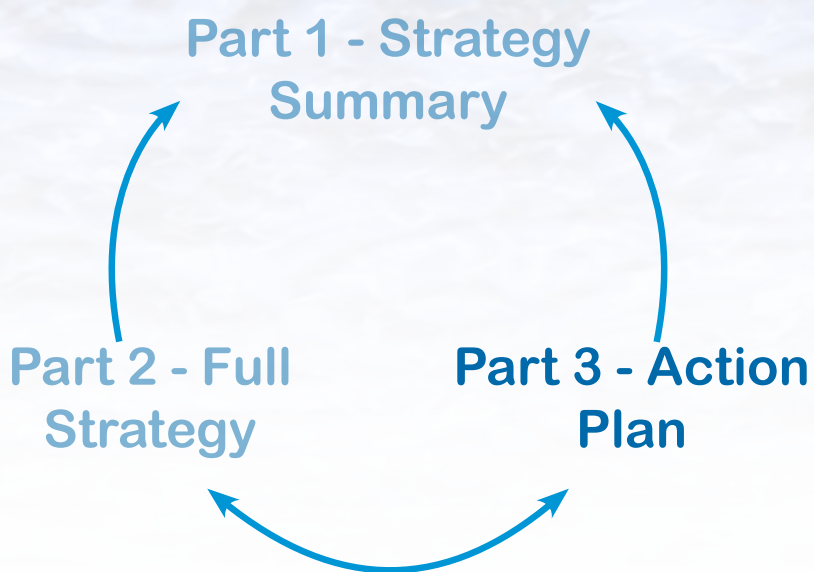 Part 1 - Strategy
Summary
Part 2 - Full
Strategy
Part 3 - Action
Plan